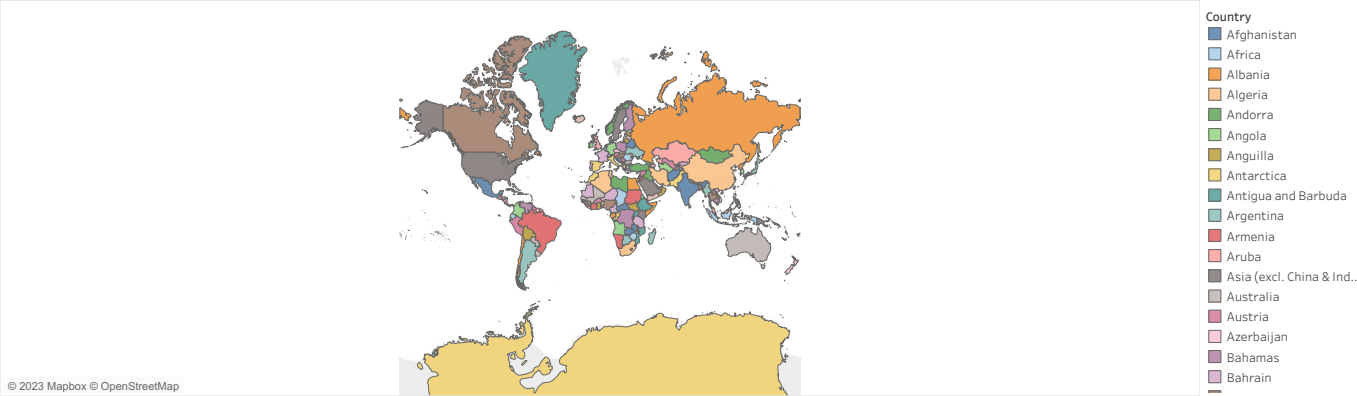 Country
Afghanistan
Africa
Albania
Algeria
Andorra
Angola
Anguilla
Antarctica
Antigua and Barbuda
Argentina
Armenia
Aruba
Asia (excl. China & Ind..
Australia
Austria
Azerbaijan
Bahamas
Bahrain
© 2023 Mapbox © OpenStreetMap